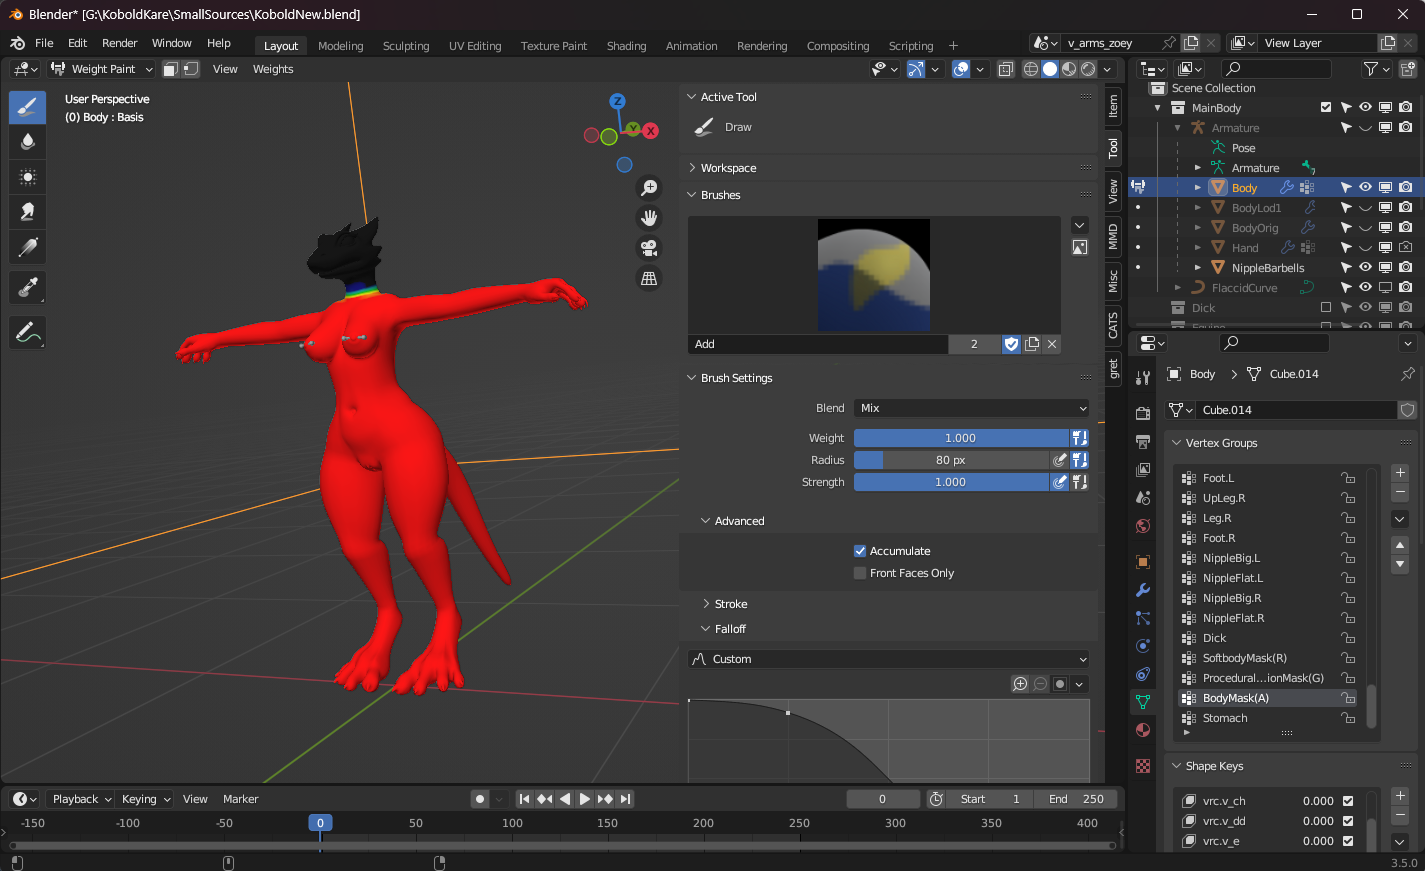 Blender* [G:\KoboldKare\SmallSources\KoboldNew.blend]
File Edit Render Window Help
Layout Modeling Sculpting UV Editing Texture Paint Shading Animation Rendering Compositing Scripting +
v_arms_zoey
View Layer
Weight Paint View Weights
User Perspective
(0) Body : Basis
Z
Y
X
Active Tool
Draw
Workspace
Brushes
Add 2
Brush Settings
Blend Mix
Weight 1.000
Radius 80 px
Strength 1.000
Advanced
Accumulate
Front Faces Only
Stroke
Falloff
Custom
Item
Tool
View
MMD
Misc
CATS
gret
Scene Collection
MainBody
Armature
Pose
Armature
Body
BodyLod1
BodyOrig
Hand
NippleBarbells
FlaccidCurve
Dick
Equine
Body > Cube.014
Cube.014
Vertex Groups
Foot.L
UpLeg.R
Leg.R
Foot.R
NippleBig.L
NippleFlat.L
NippleBig.R
NippleFlat.R
Dick
SoftbodyMask(R)
Procedural...ionMask(G)
BodyMask(A)
Stomach
Shape Keys
vrc.v_ch 0.000
vrc.v_dd 0.000
vrc.v_e 0.000
Playback Keying View Marker
0
Start 1 End 250
-150 -100 -50 0 50 100 150 200 250 300 350 400
3.5.0